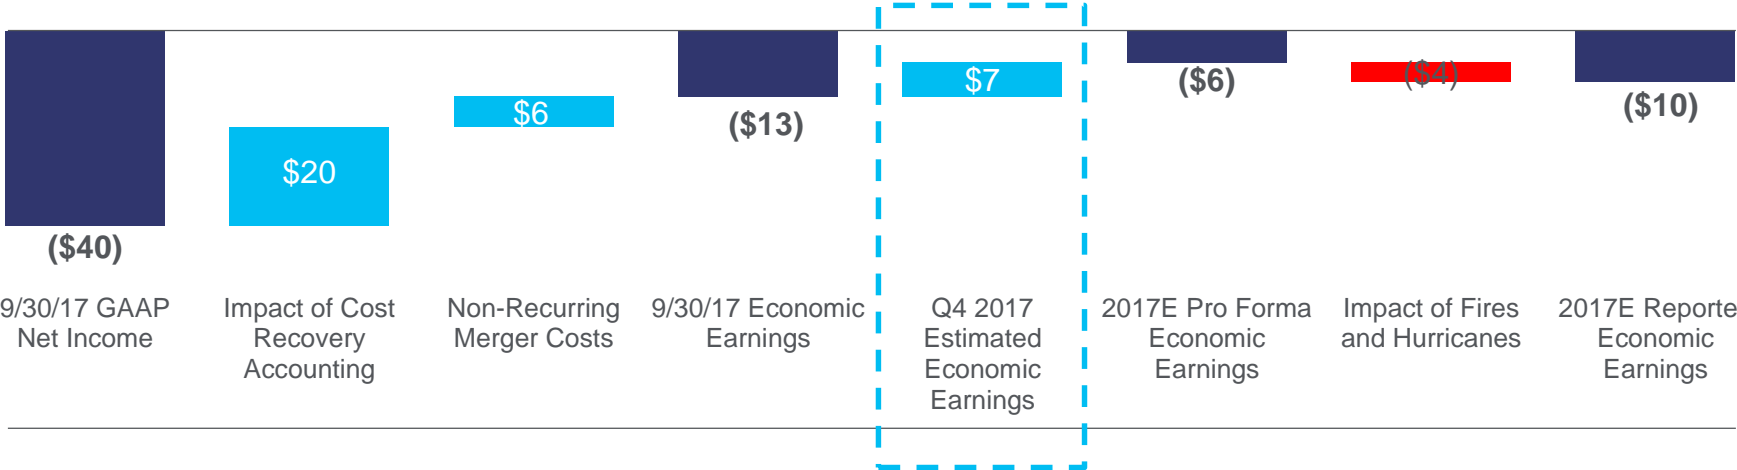 $7
($4)
($6)
$6
($10)
($13)
$20
($40)
9/30/17 GAAP
Net Income
Impact of Cost
Recovery
Accounting
Non-Recurring
Merger Costs
9/30/17 Economic
Earnings
Q4 2017
Estimated
Economic
Earnings
2017E Pro Forma
Economic
Earnings
Impact of Fires
and Hurricanes
2017E Reporte
Economic
Earnings